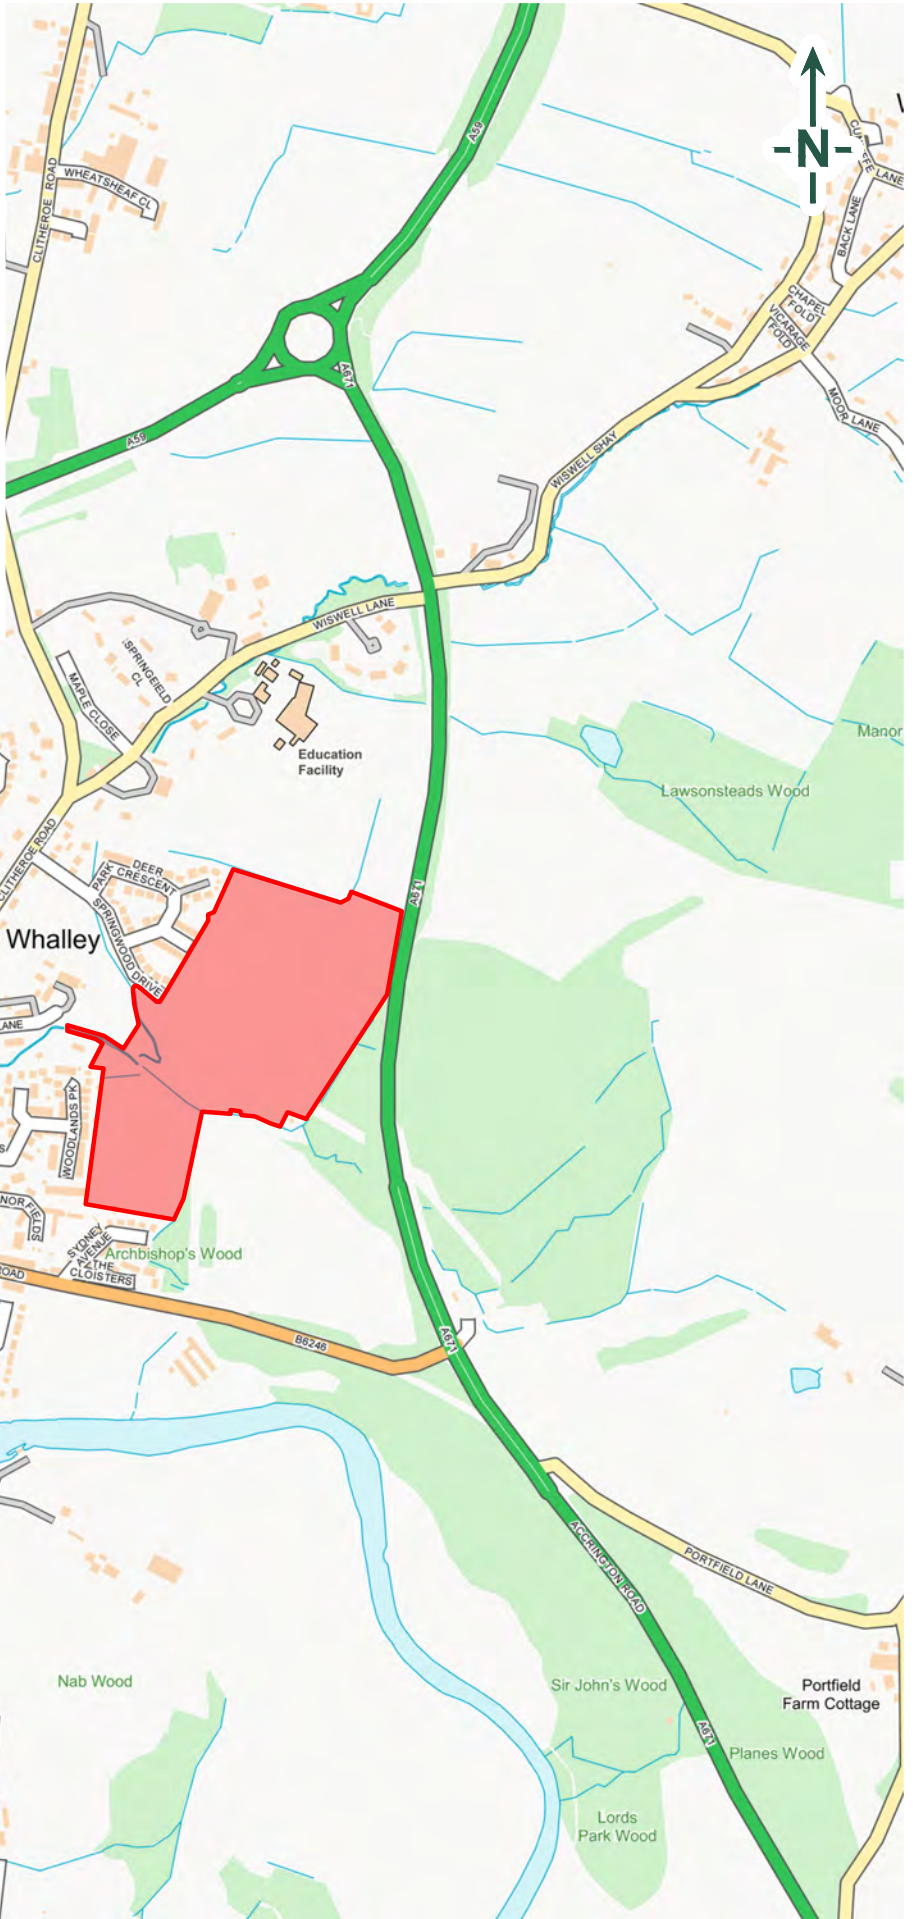 A59
N
CLITHEROE ROAD
WHEATSHEAF CL
LANE
BACK LANE
CHAPEL
FOLD
VICARAGE
FOLD
A671
MOOR LANE
A59
WISWELL SHAY
WISWELL LANE
SPRINGFIELD
CL
MAPLE CLOSE
Manor
Education
Facility
Lawsonsteads Wood
CLITHEROE ROAD
DEER
CRESCENT
PARK
A671
SPRINGWOOD DRIVE
Whalley
LANE
WOODLANDS PK
S
NOR FIELDS
SYDNEY
AVENUE
Archbishop's Wood
THE
CLOISTERS
ROAD
B6246
A671
ACCRINGTON ROAD
PORTFIELD LANE
Nab Wood
Sir John's Wood
Portfield
Farm Cottage
A671
Planes Wood
Lords
Park Wood